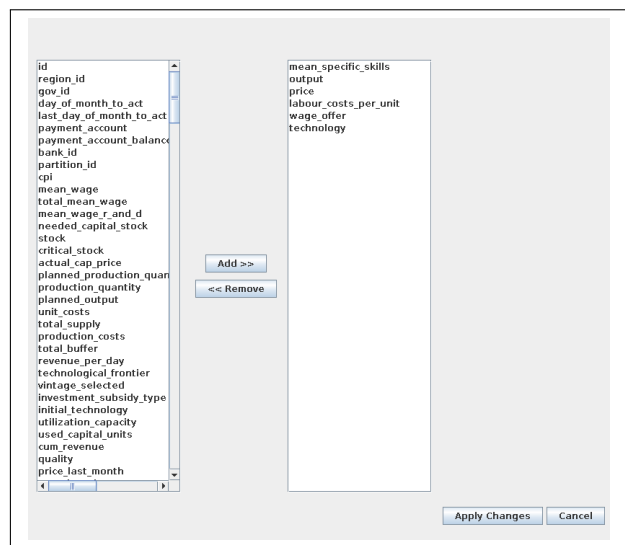 id
region_id
gov_id
day_of_month_to_act
last_day_of_month_to_act
payment_account
payment_account_balanc
bank_id
partition_id
cpi
mean_wage
total_mean_wage
mean_wage_r_and_d
needed_capital_stock
stock
critical_stock
actual_cap_price
planned_production_quan
production_quantity
planned_output
unit_costs
total_supply
production_costs
total_buffer
revenue_per_day
technological_frontier
vintage_selected
investment_subsidy_type
initial_technology
utilization_capacity
used_capital_units
cum_revenue
quality
price_last_month
Add >>
<< Remove
mean_specific_skills
output
price
labour_costs_per_unit
wage_offer
technology
Apply Changes
Cancel